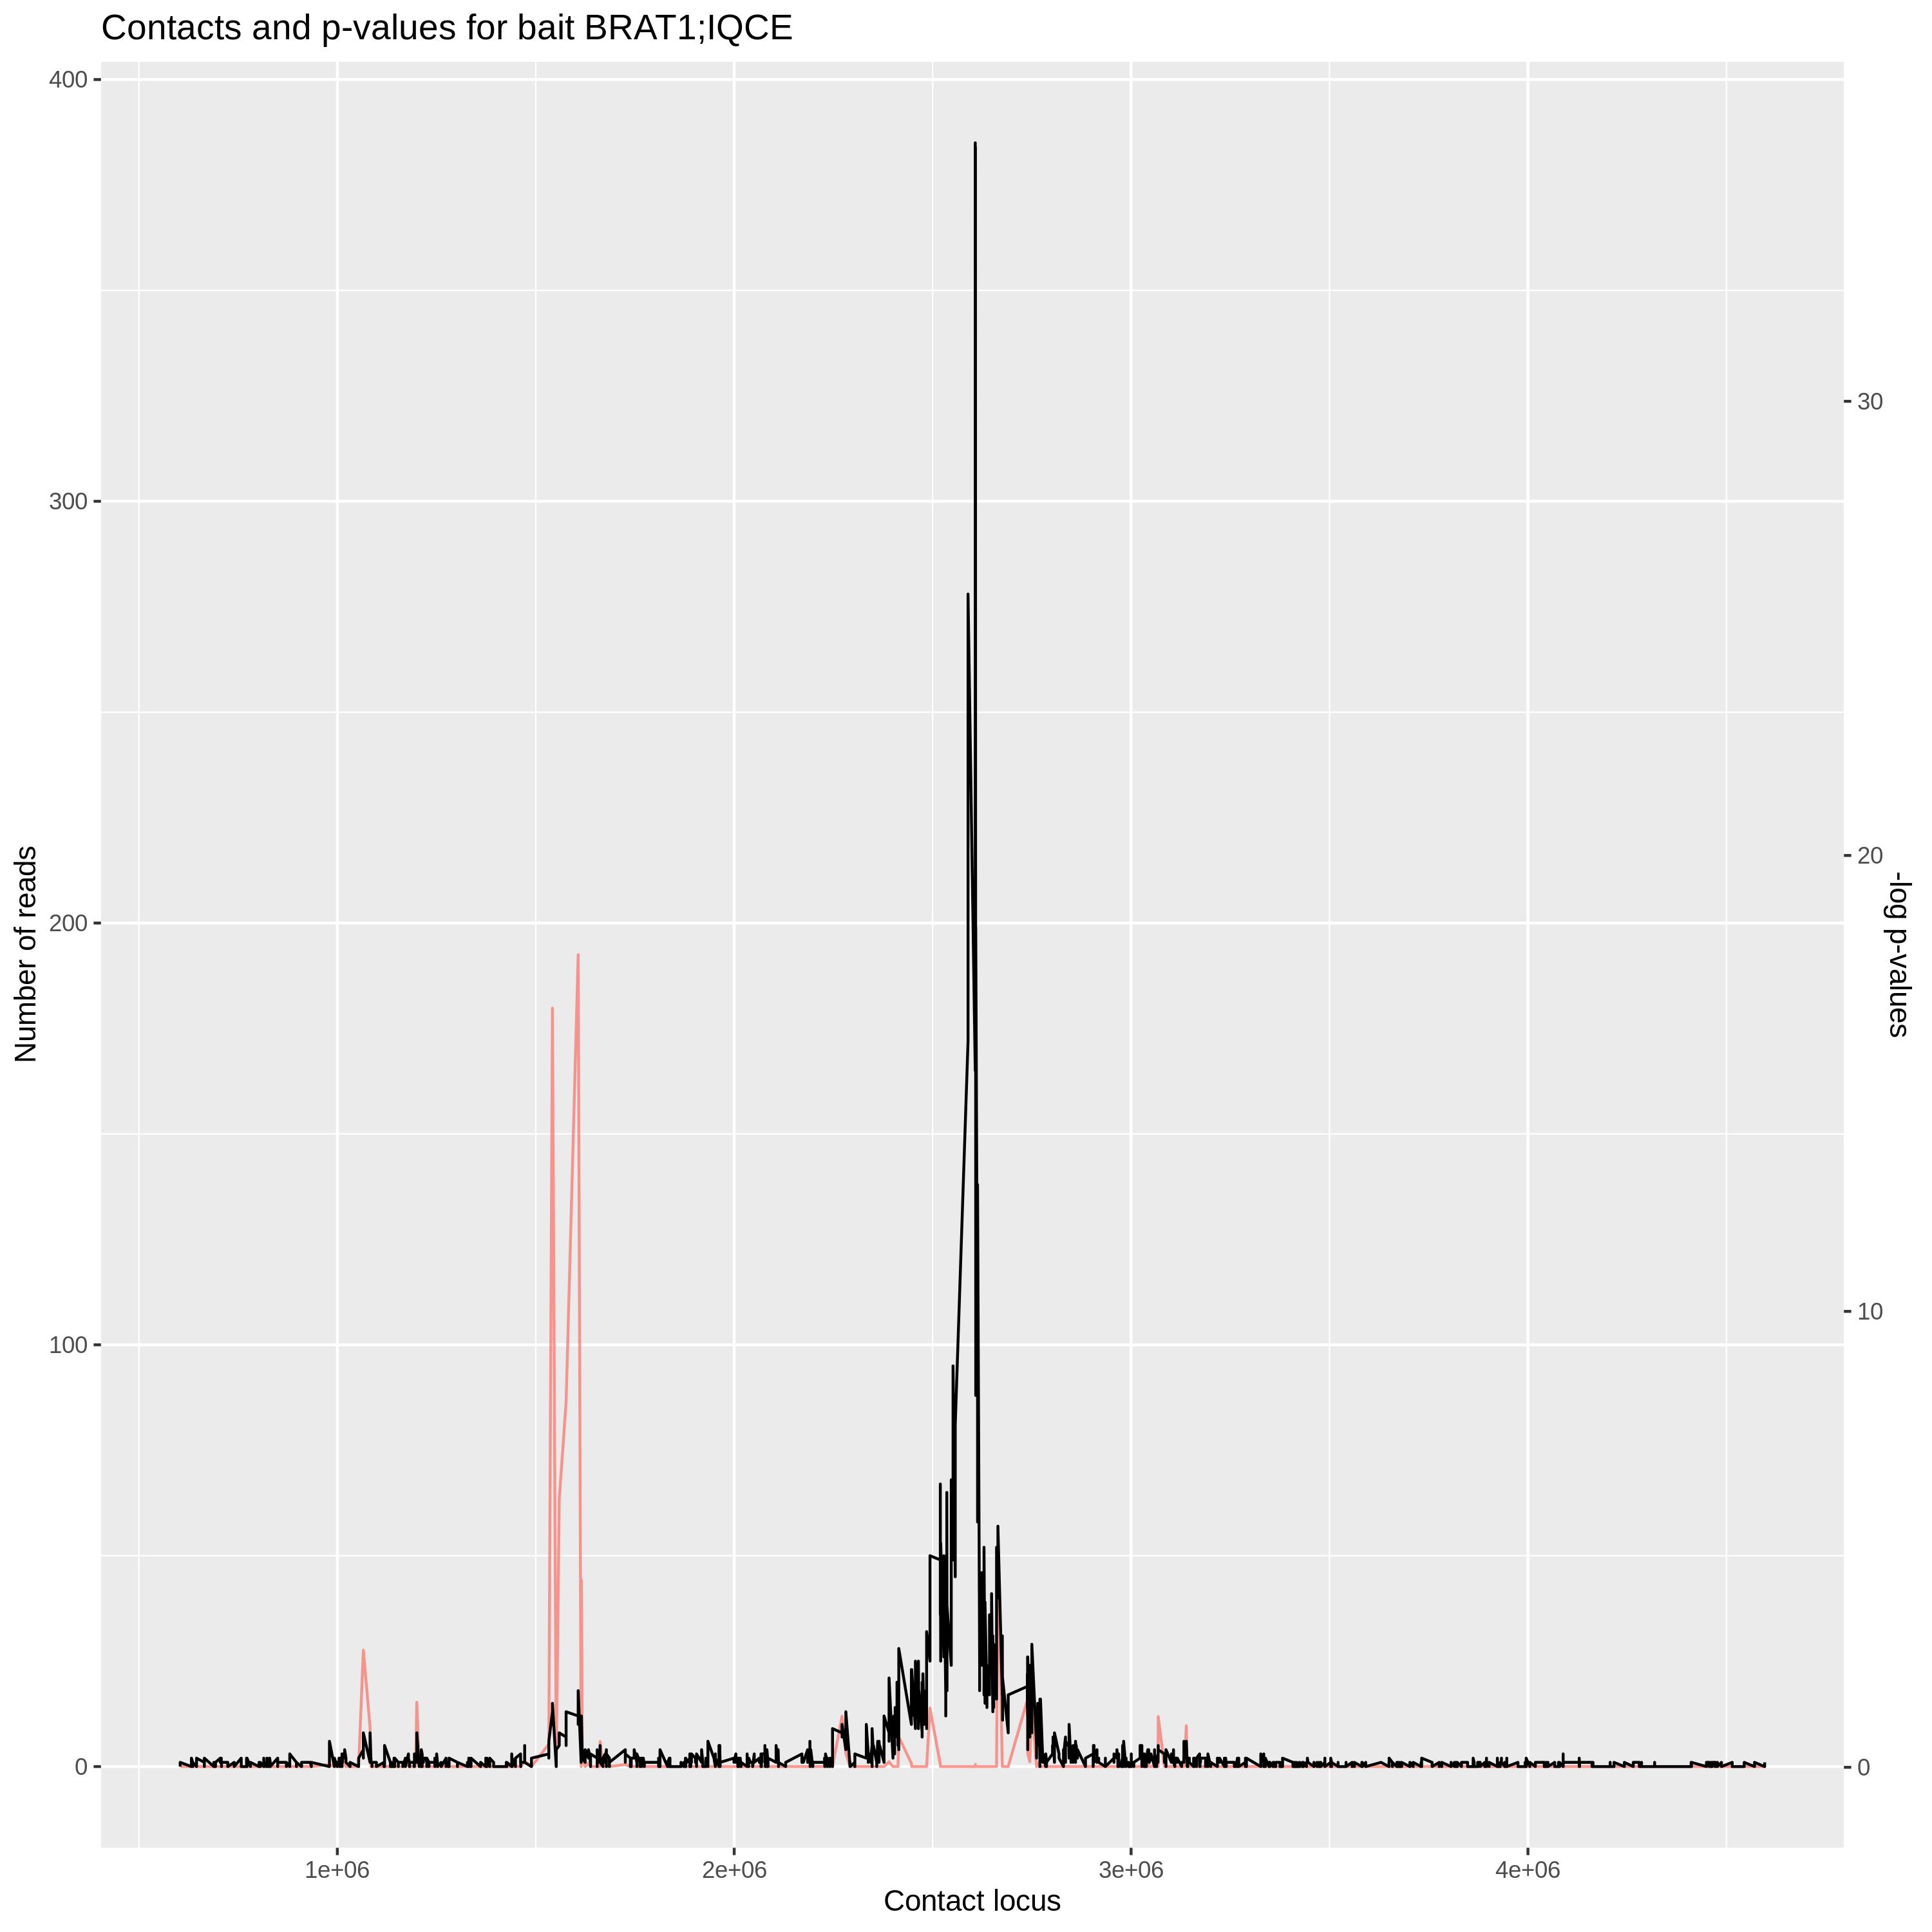 Contacts and p-values for bait BRAT1;IQCE
400
300
200
100
0
Number of reads
30
20
10
0
-log p-values
1e+06
2e+06
3e+06
4e+06
Contact locus